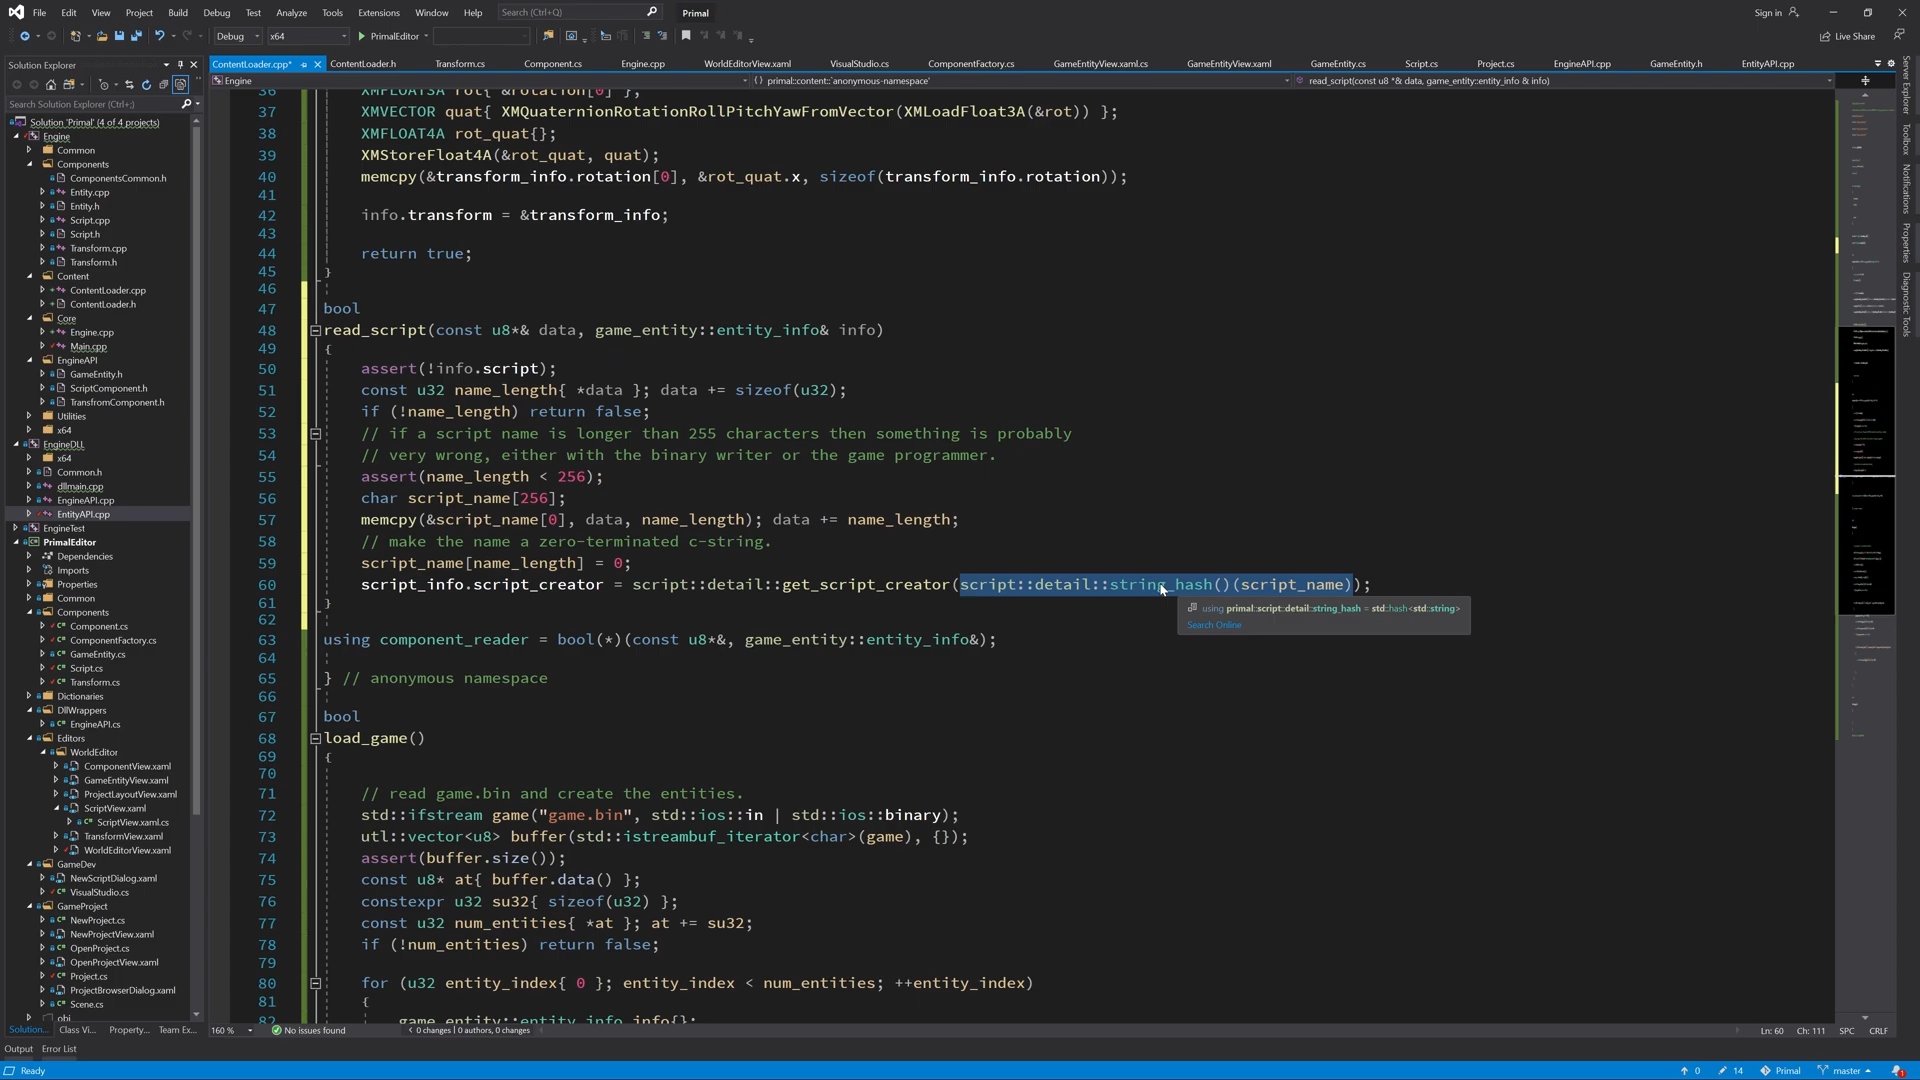 File Edit View Project Build Debug Test Analyze Tools Extensions Window Help Search (Ctrl+Q) Primal Sign in
Debug x64 PrimalEditor Live Share
Solution Explorer
Search Solution Explorer (Ctrl+;)
Solution 'Primal' (4 of 4 projects)
Engine
Common
Components
ComponentsCommon.h
Entity.cpp
Entity.h
Script.cpp
Script.h
Transform.cpp
Transform.h
Content
ContentLoader.cpp
ContentLoader.h
Core
Engine.cpp
Main.cpp
EngineAPI
GameEntity.h
ScriptComponent.h
TransfromComponent.h
Utilities
x64
EngineDLL
x64
Common.h
dllmain.cpp
EngineAPI.cpp
EntityAPI.cpp
EngineTest
PrimalEditor
Dependencies
Imports
Properties
Common
Components
Component.cs
ComponentFactory.cs
GameEntity.cs
Script.cs
Transform.cs
Dictionaries
DllWrappers
EngineAPI.cs
Editors
WorldEditor
ComponentView.xaml
GameEntityView.xaml
ProjectLayoutView.xaml
ScriptView.xaml
ScriptView.xaml.cs
TransformView.xaml
WorldEditorView.xaml
GameDev
NewScriptDialog.xaml
VisualStudio.cs
GameProject
NewProject.cs
NewProjectView.xaml
OpenProject.cs
OpenProjectView.xaml
Project.cs
ProjectBrowserDialog.xaml
Scene.cs
obj
Solution... Class Vi... Property... Team Ex...
ContentLoader.cpp* ContentLoader.h Transform.cs Component.cs Engine.cpp WorldEditorView.xaml VisualStudio.cs ComponentFactory.cs GameEntityView.xaml.cs GameEntityView.xaml GameEntity.cs Script.cs Project.cs EngineAPI.cpp GameEntity.h EntityAPI.cpp
Engine primal::content::`anonymous-namespace' read_script(const u8 *& data, game_entity::entity_info & info)
36 XMFLOAT3A rot{ &rotation[0] };
37 XMVECTOR quat{ XMQuaternionRotationRollPitchYawFromVector(XMLoadFloat3A(&rot)) };
38 XMFLOAT4A rot_quat{};
39 XMStoreFloat4A(&rot_quat, quat);
40 memcpy(&transform_info.rotation[0], &rot_quat.x, sizeof(transform_info.rotation));
41
42 info.transform = &transform_info;
43
44 return true;
45 }
46
47 bool
48 read_script(const u8*& data, game_entity::entity_info& info)
49 {
50 assert(!info.script);
51 const u32 name_length{ *data }; data += sizeof(u32);
52 if (!name_length) return false;
53 // if a script name is longer than 255 characters then something is probably
54 // very wrong, either with the binary writer or the game programmer.
55 assert(name_length < 256);
56 char script_name[256];
57 memcpy(&script_name[0], data, name_length); data += name_length;
58 // make the name a zero-terminated c-string.
59 script_name[name_length] = 0;
60 script_info.script_creator = script::detail::get_script_creator(script::detail::string_hash()(script_name));
61 }
using primal::script::detail::string_hash = std::hash<std::string>
Search Online
62
63 using component_reader = bool(*)(const u8*&, game_entity::entity_info&);
64
65 } // anonymous namespace
66
67 bool
68 load_game()
69 {
70
71 // read game.bin and create the entities.
72 std::ifstream game("game.bin", std::ios::in | std::ios::binary);
73 utl::vector<u8> buffer(std::istreambuf_iterator<char>(game), {});
74 assert(buffer.size());
75 const u8* at{ buffer.data() };
76 constexpr u32 su32{ sizeof(u32) };
77 const u32 num_entities{ *at }; at += su32;
78 if (!num_entities) return false;
79
80 for (u32 entity_index{ 0 }; entity_index < num_entities; ++entity_index)
81 {
82 game_entity::entity_info info{};
160 % No issues found 0 changes | 0 authors, 0 changes Ln: 60 Ch: 111 SPC CRLF
Server Explorer
Toolbox
Notifications
Properties
Diagnostic Tools
Output Error List
Ready 0 14 Primal master 1